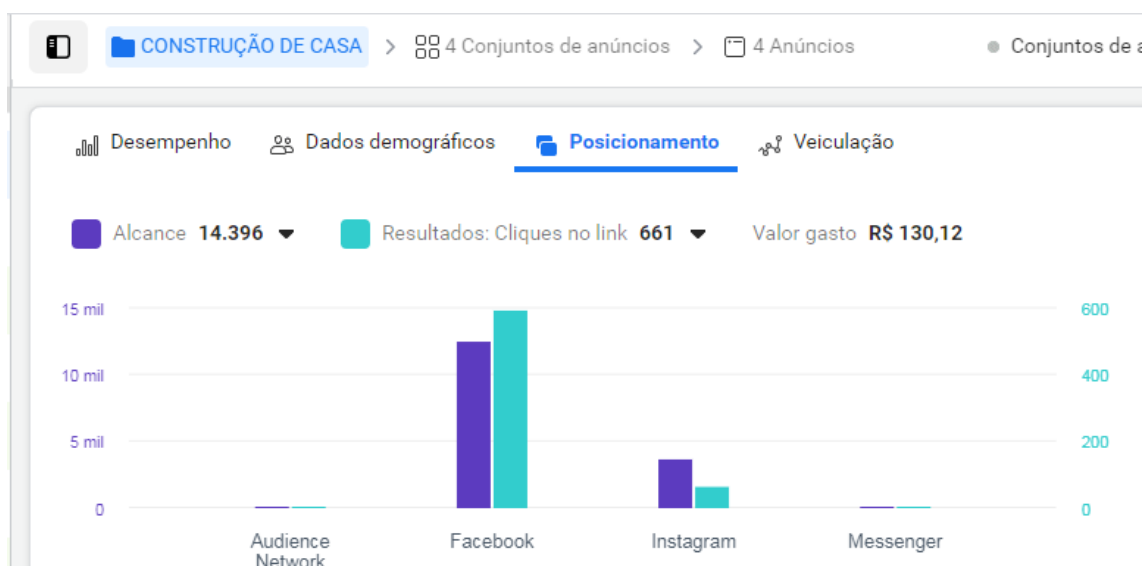 CONSTRUÇÃO DE CASA > 4 Conjuntos de anúncios > 4 Anúncios Conjuntos de a
Desempenho Dados demográficos Posicionamento Veiculação
Alcance 14.396 Resultados: Cliques no link 661 Valor gasto R$ 130,12
15 mil 600
10 mil 400
5 mil 200
0 0
Audience Network Facebook Instagram Messenger